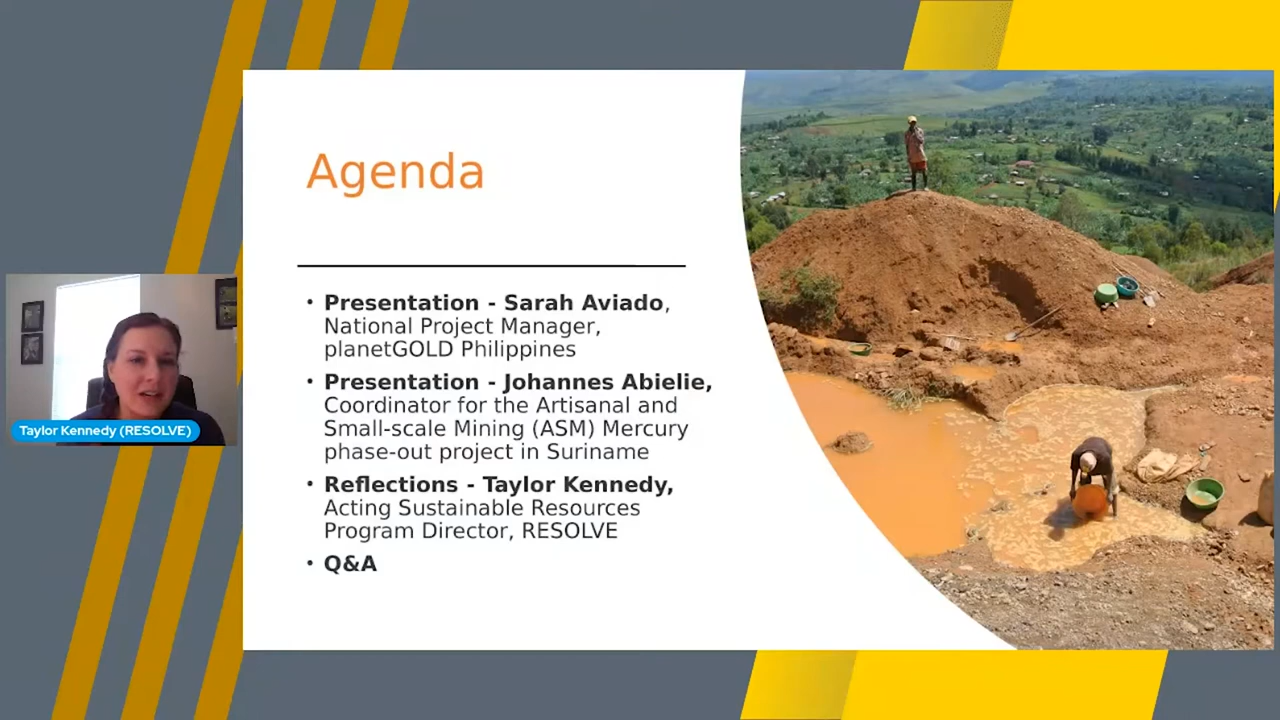 Agenda
• Presentation - Sarah Aviado,
National Project Manager,
planetGOLD Philippines
• Presentation - Johannes Abielie,
Coordinator for the Artisanal and
Small-scale Mining (ASM) Mercury
phase-out project in Suriname
• Reflections - Taylor Kennedy,
Acting Sustainable Resources
Program Director, RESOLVE
• Q&A
Taylor Kennedy (RESOLVE)